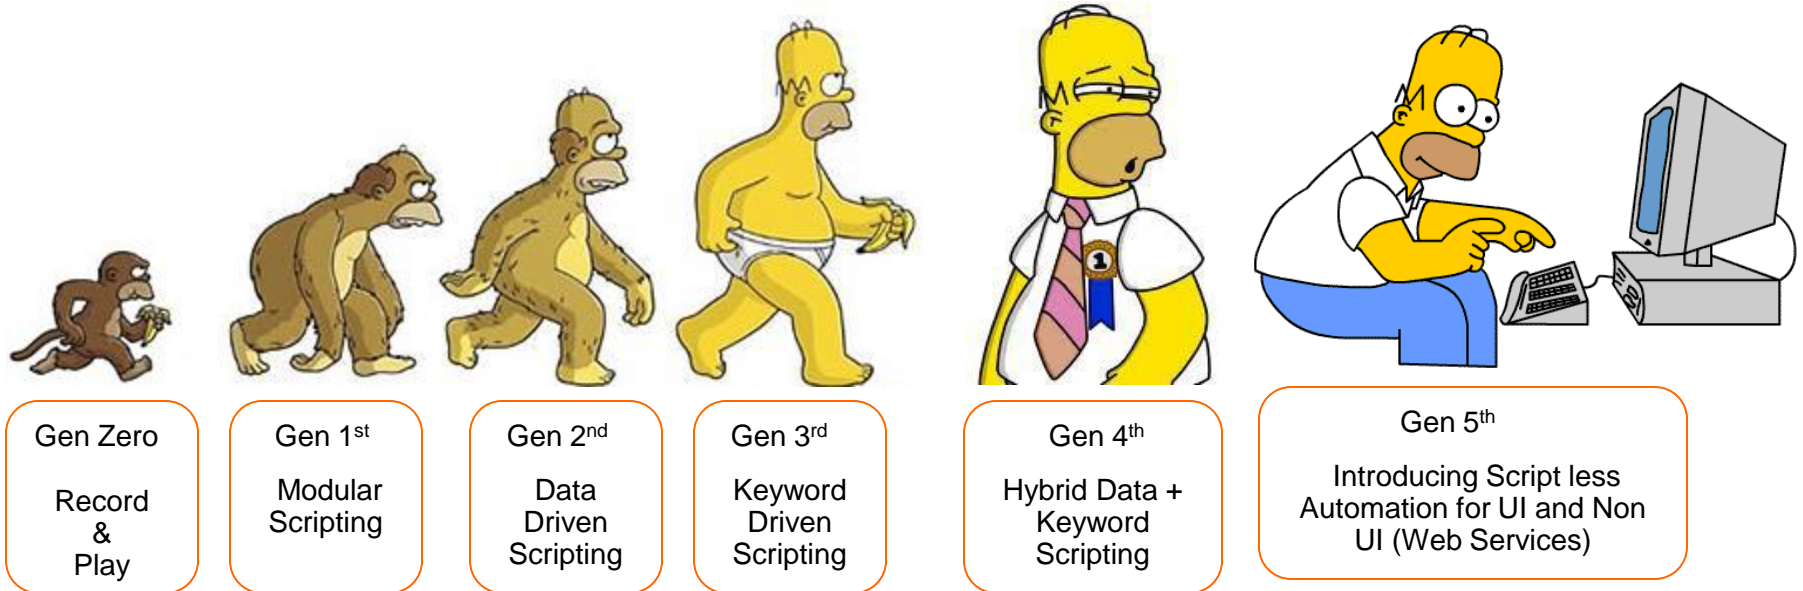 1
Gen Zero
Record
&
Play
Gen 1st
Modular
Scripting
Gen 2nd
Data
Driven
Scripting
Gen 3rd
Keyword
Driven
Scripting
Gen 4th
Hybrid Data +
Keyword
Scripting
Gen 5th
Introducing Script less
Automation for UI and Non
UI (Web Services)